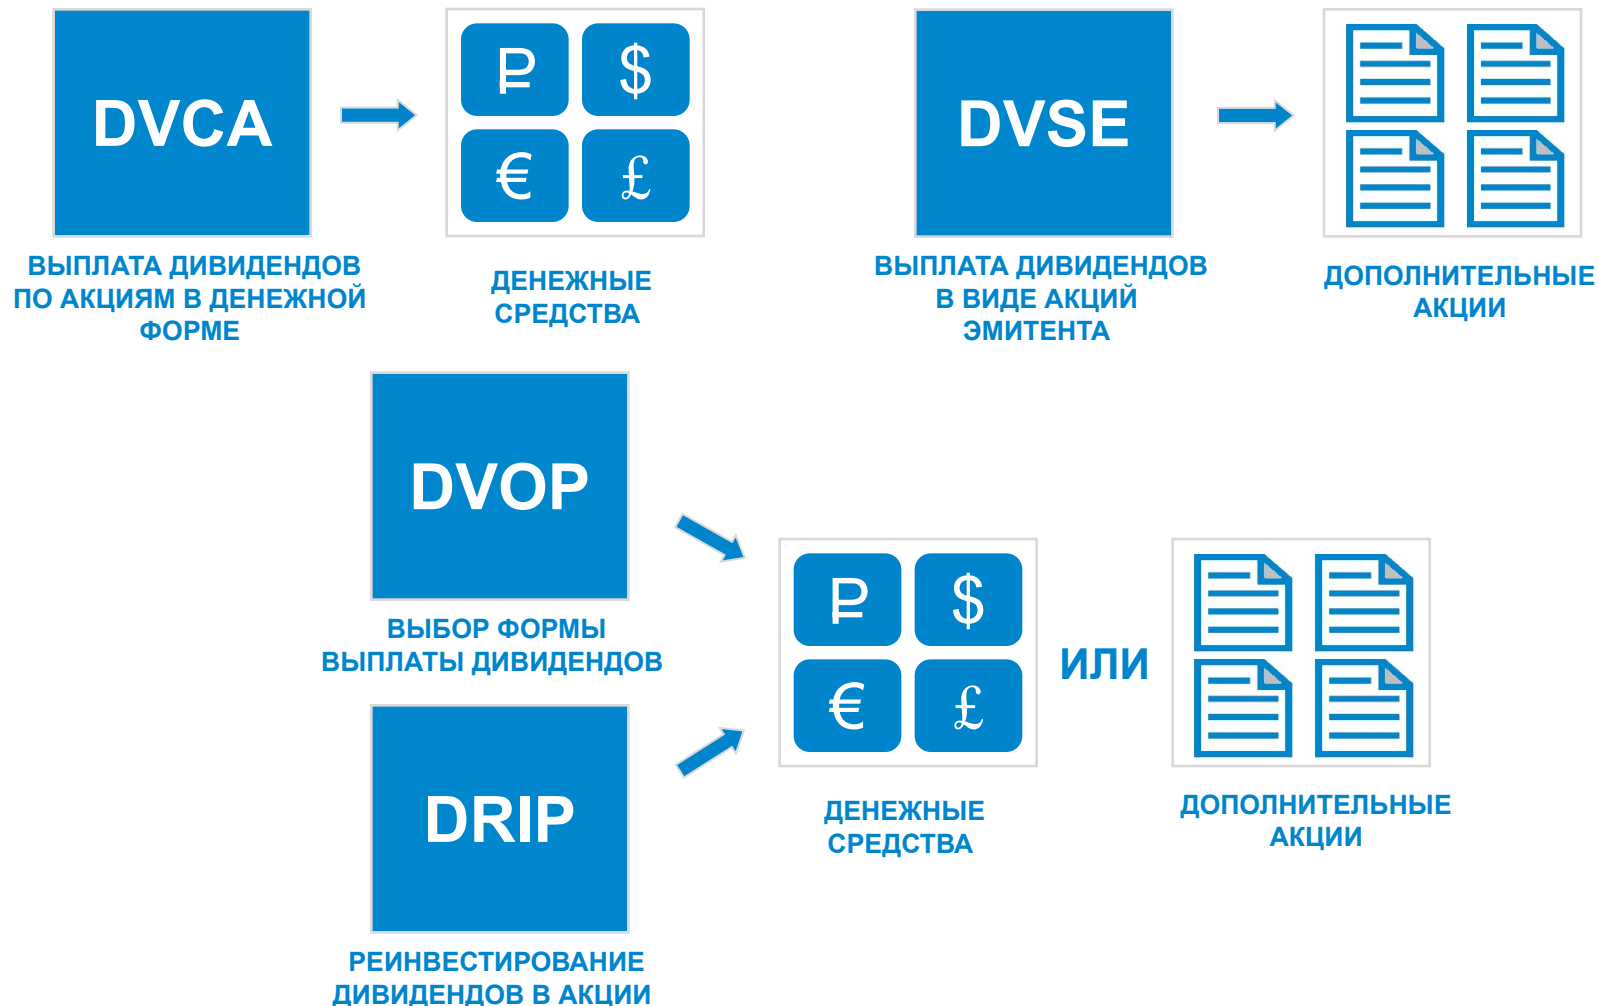 DVCA
₽ $
€ £
ВЫПЛАТА ДИВИДЕНДОВ
ПО АКЦИЯМ В ДЕНЕЖНОЙ
ФОРМЕ
ДЕНЕЖНЫЕ
СРЕДСТВА
DVSE
ВЫПЛАТА ДИВИДЕНДОВ
В ВИДЕ АКЦИЙ
ЭМИТЕНТА
ДОПОЛНИТЕЛЬНЫЕ
АКЦИИ
DVOP
ВЫБОР ФОРМЫ
ВЫПЛАТЫ ДИВИДЕНДОВ
DRIP
РЕИНВЕСТИРОВАНИЕ
ДИВИДЕНДОВ В АКЦИИ
₽ $
€ £
ДЕНЕЖНЫЕ
СРЕДСТВА
ИЛИ
ДОПОЛНИТЕЛЬНЫЕ
АКЦИИ